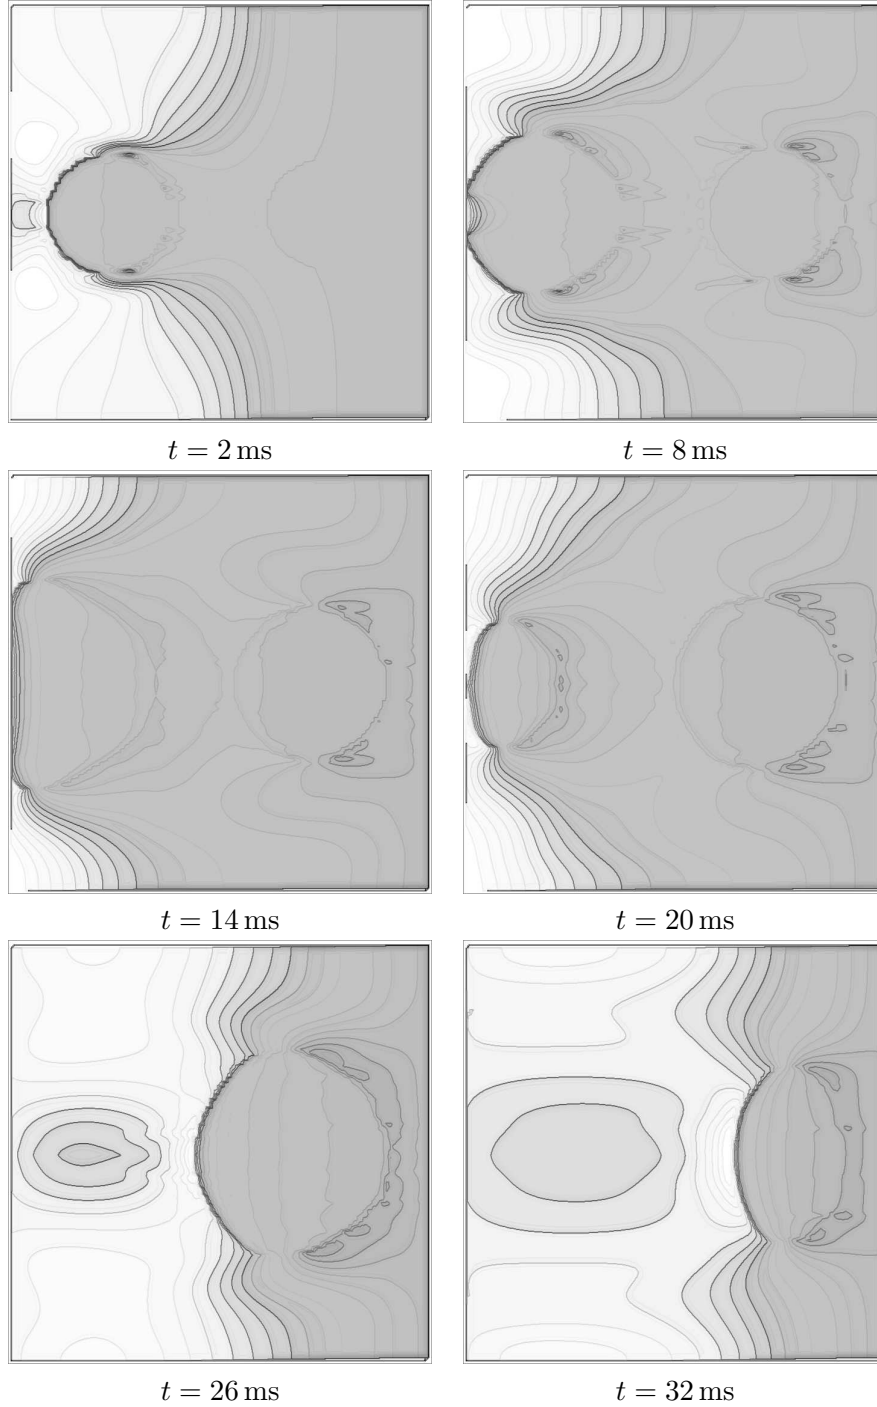 t = 2 ms
t = 8 ms
t = 14 ms
t = 20 ms
t = 26 ms
t = 32 ms